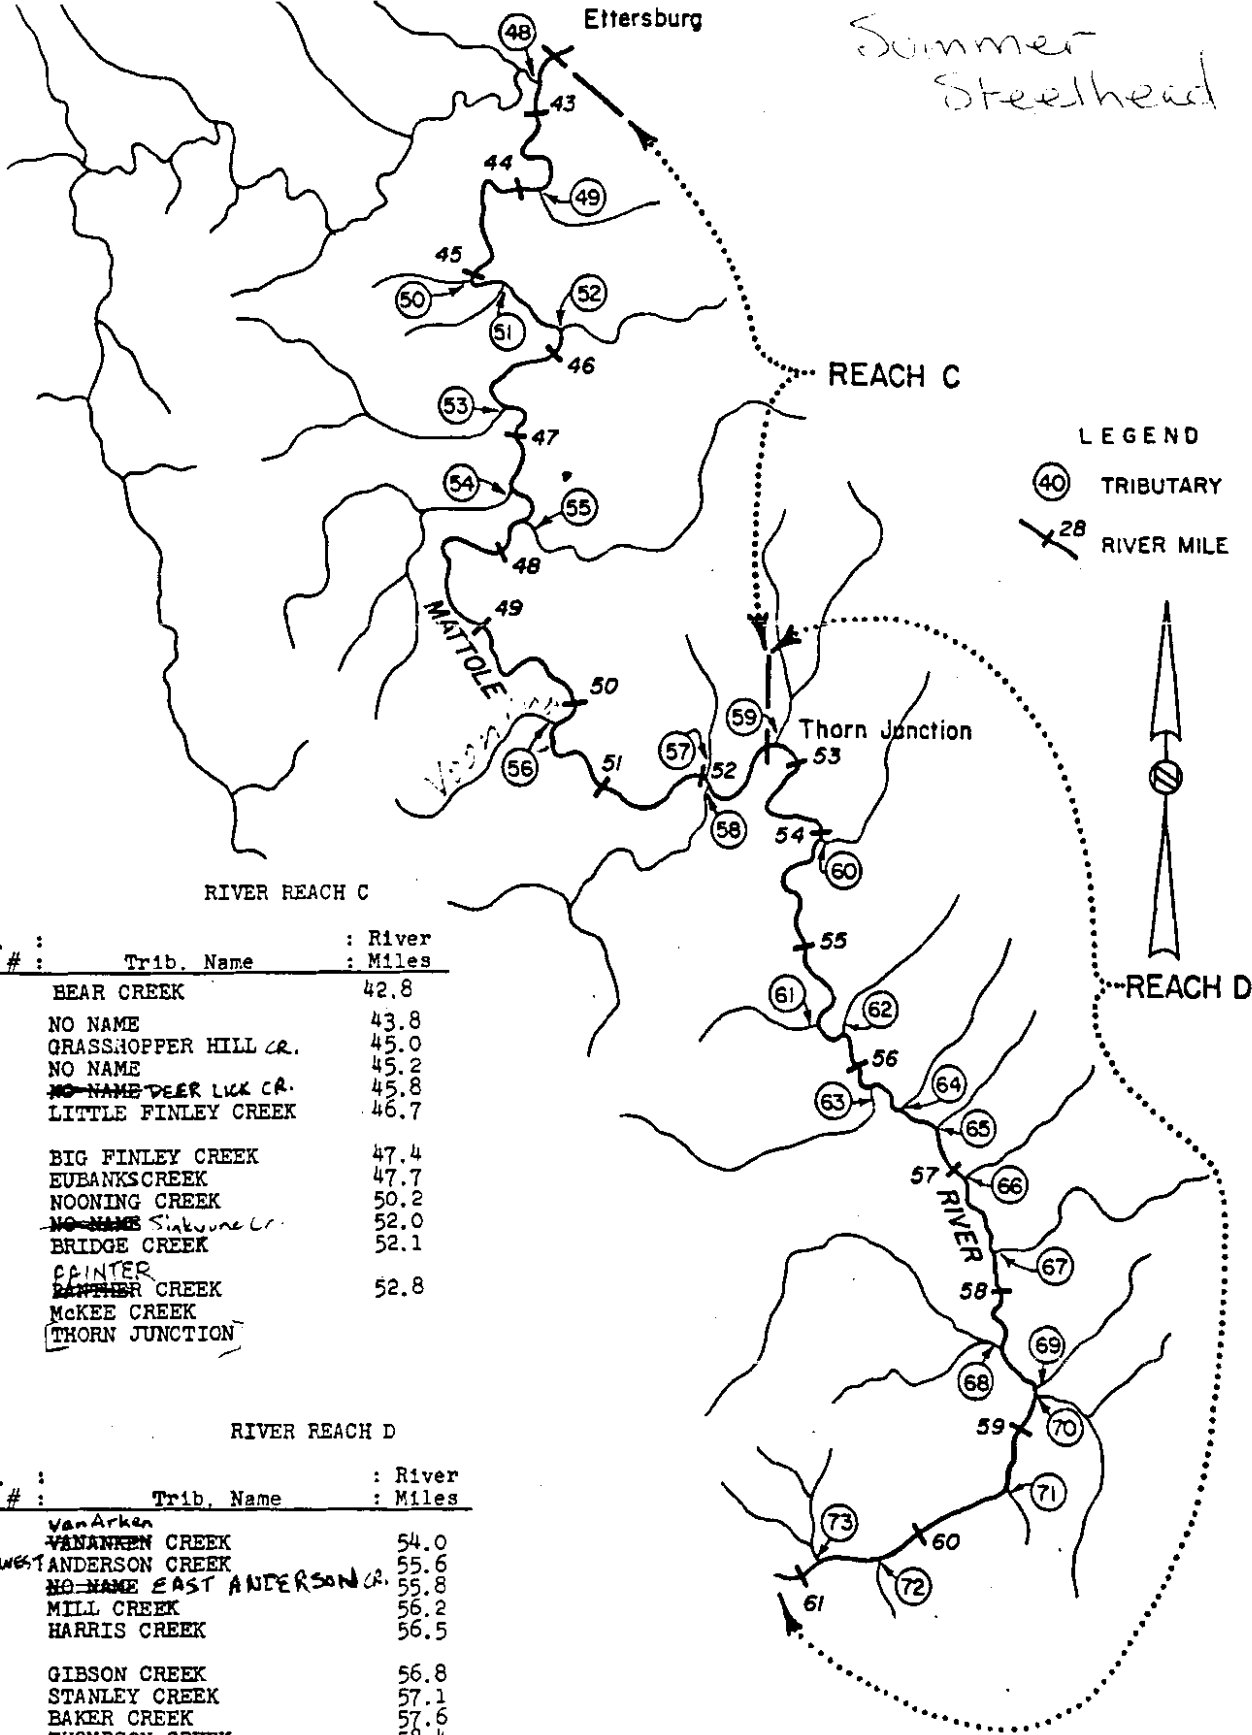 Ettersburg
Summer
Steelhead
48
43
44
49
45
50
51
52
46
REACH C
53
47
LEGEND
40 TRIBUTARY
28 RIVER MILE
54
55
48
49
MATTOLE
50
56
51
57
52
58
59
Thorn Junction
53
54
60
55
61
62
56
63
64
65
57
66
RIVER
67
58
68
69
70
59
71
60
72
73
61
REACH D
RIVER REACH C
# : Trib. Name : River Miles
BEAR CREEK 42.8
NO NAME 43.8
GRASSHOPPER HILL CR. 45.0
NO NAME 45.2
NO NAME DEER LICK CR. 45.8
LITTLE FINLEY CREEK 46.7
BIG FINLEY CREEK 47.4
EUBANKSCREEK 47.7
NOONING CREEK 50.2
NO NAME 52.0
BRIDGE CREEK 52.1
PANTHER CREEK 52.8
McKEE CREEK
[THORN JUNCTION]
RIVER REACH D
# : Trib. Name : River Miles
VanArken
VANANKEN CREEK 54.0
WEST ANDERSON CREEK 55.6
NO NAME EAST ANDERSON CR. 55.8
MILL CREEK 56.2
HARRIS CREEK 56.5
GIBSON CREEK 56.8
STANLEY CREEK 57.1
BAKER CREEK 57.6